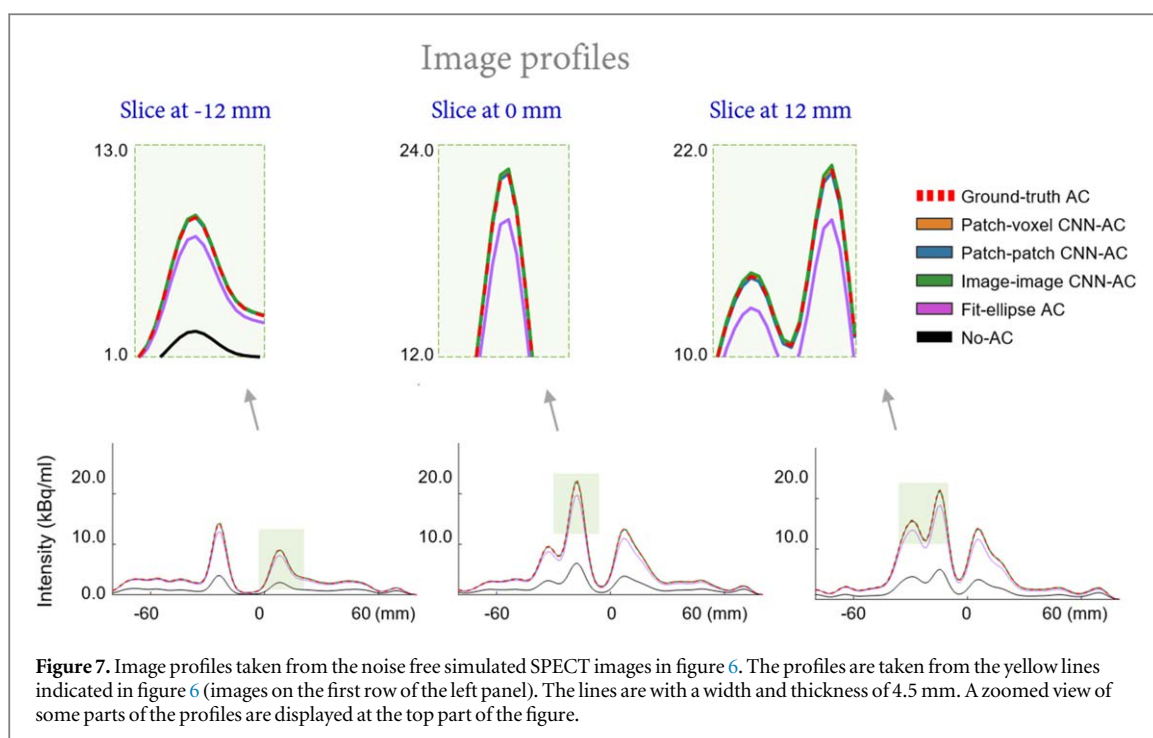 Image profiles
Slice at -12 mm
Slice at 0 mm
Slice at 12 mm
13.0
1.0
24.0
12.0
22.0
10.0
Ground-truth AC
Patch-voxel CNN-AC
Patch-patch CNN-AC
Image-image CNN-AC
Fit-ellipse AC
No-AC
Intensity (kBq/ml)
20.0
10.0
0.0
-60
0
60 (mm)
20.0
10.0
-60
0
60 (mm)
20.0
10.0
-60
0
60 (mm)
Figure 7. Image profiles taken from the noise free simulated SPECT images in figure 6. The profiles are taken from the yellow lines
indicated in figure 6 (images on the first row of the left panel). The lines are with a width and thickness of 4.5 mm. A zoomed view of
some parts of the profiles are displayed at the top part of the figure.